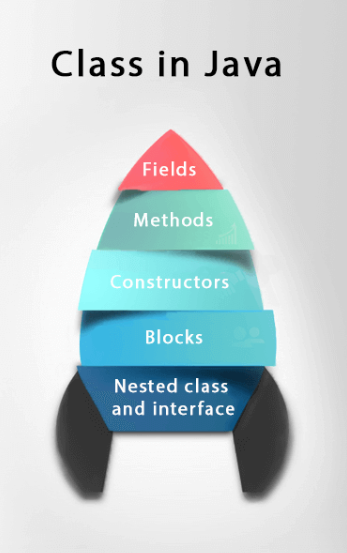 Class in Java
Fields
Methods
Constructors
Blocks
Nested class
and interface